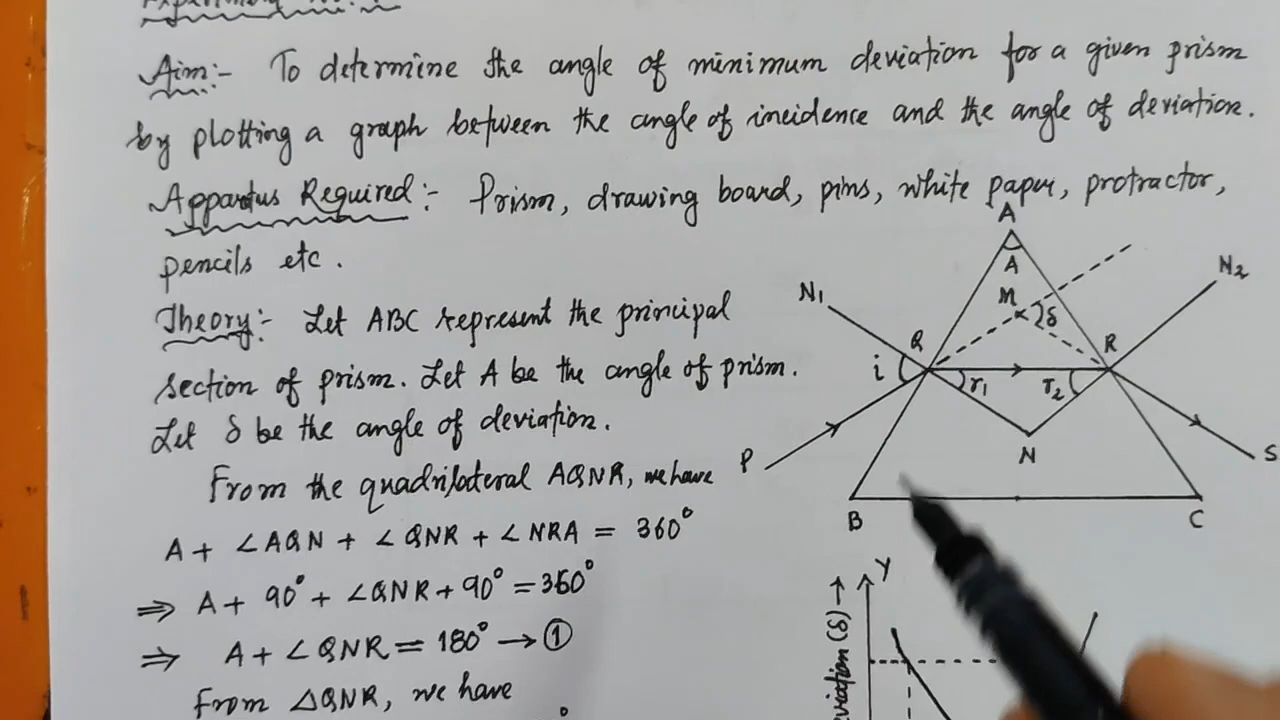 Aim:- To determine the angle of minimum deviation for a given prism
by plotting a graph between the angle of incidence and the angle of deviation.
Apparatus Required:- Prism, drawing board, pins, white paper, protractor,
pencils etc.
Theory:- Let ABC represent the principal
section of prism. Let A be the angle of prism.
Let δ be the angle of deviation.
From the quadrilateral AQNR, we have
A + ∠AQN + ∠QNR + ∠NRA = 360°
⇒ A + 90° + ∠QNR + 90° = 360°
⇒ A + ∠QNR = 180° → ①
From △QNR, we have
A
A
N₁
M
δ
N₂
Q
R
i
r₁
r₂
P
N
S
B
C
Y
(δ) →